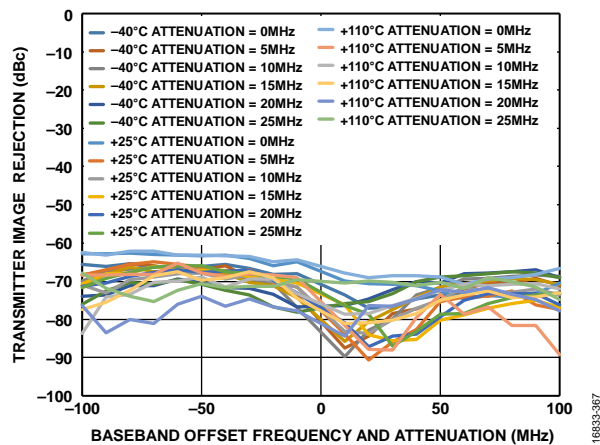 TRANSMITTER IMAGE REJECTION (dBc)
0
–10
–20
–30
–40
–50
–60
–70
–80
–90
–100
–40°C ATTENUATION = 0MHz
–40°C ATTENUATION = 5MHz
–40°C ATTENUATION = 10MHz
–40°C ATTENUATION = 15MHz
–40°C ATTENUATION = 20MHz
–40°C ATTENUATION = 25MHz
+25°C ATTENUATION = 0MHz
+25°C ATTENUATION = 5MHz
+25°C ATTENUATION = 10MHz
+25°C ATTENUATION = 15MHz
+25°C ATTENUATION = 20MHz
+25°C ATTENUATION = 25MHz
+110°C ATTENUATION = 0MHz
+110°C ATTENUATION = 5MHz
+110°C ATTENUATION = 10MHz
+110°C ATTENUATION = 15MHz
+110°C ATTENUATION = 20MHz
+110°C ATTENUATION = 25MHz
–100 –50 0 50 100
BASEBAND OFFSET FREQUENCY AND ATTENUATION (MHz)
16833-367